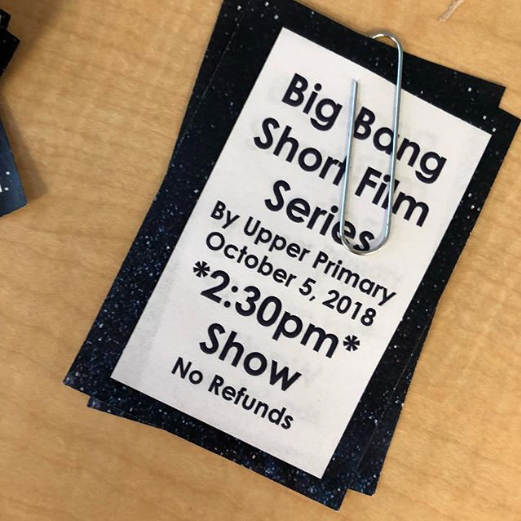 Big Bang
Short Film
Series
By Upper Primary
October 5, 2018
*2:30pm*
Show
No Refunds